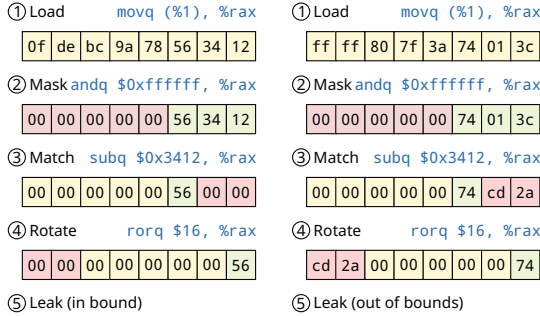 ① Load movq (%1), %rax
0f de bc 9a 78 56 34 12
② Mask andq $0xffffff, %rax
00 00 00 00 00 56 34 12
③ Match subq $0x3412, %rax
00 00 00 00 00 56 00 00
④ Rotate rorq $16, %rax
00 00 00 00 00 00 00 56
⑤ Leak (in bound)
① Load movq (%1), %rax
ff ff 80 7f 3a 74 01 3c
② Mask andq $0xffffff, %rax
00 00 00 00 00 74 01 3c
③ Match subq $0x3412, %rax
00 00 00 00 00 74 cd 2a
④ Rotate rorq $16, %rax
cd 2a 00 00 00 00 00 74
⑤ Leak (out of bounds)